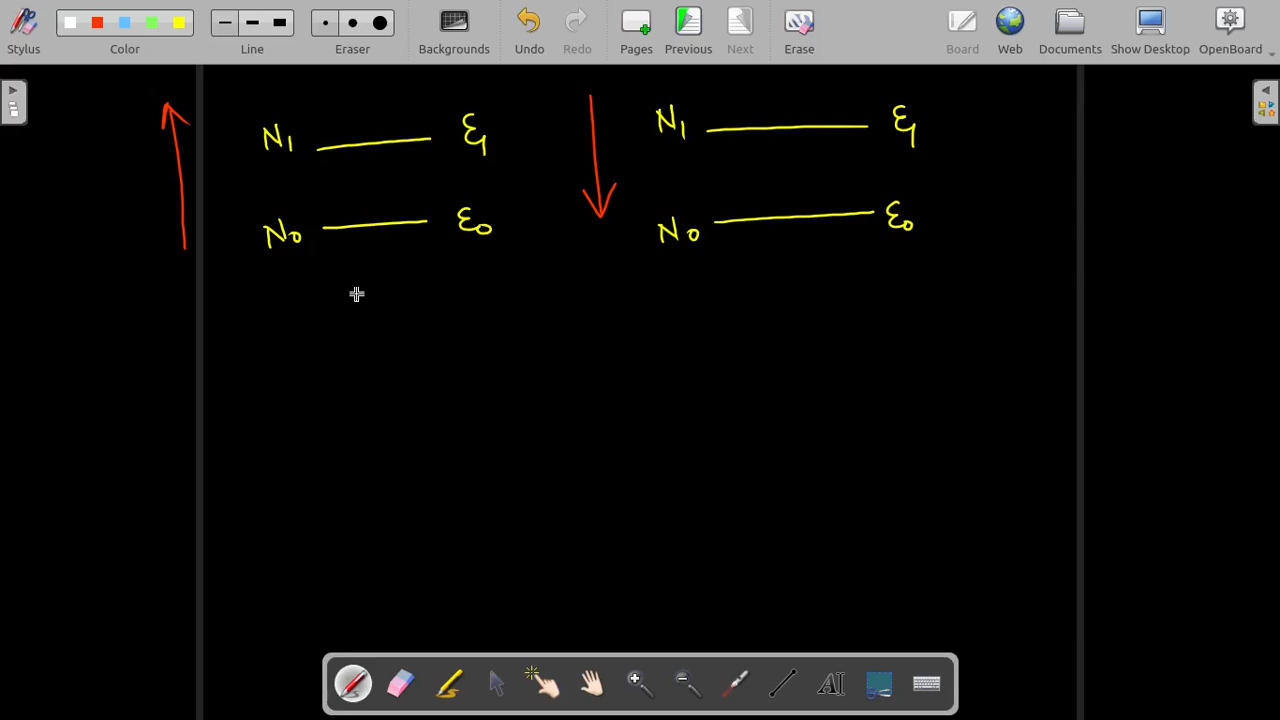 Stylus Color Line Eraser Backgrounds Undo Redo Pages Previous Next Erase Board Web Documents Show Desktop OpenBoard
N₁ ε₁ N₁ ε₁
N₀ ε₀ N₀ ε₀
AI